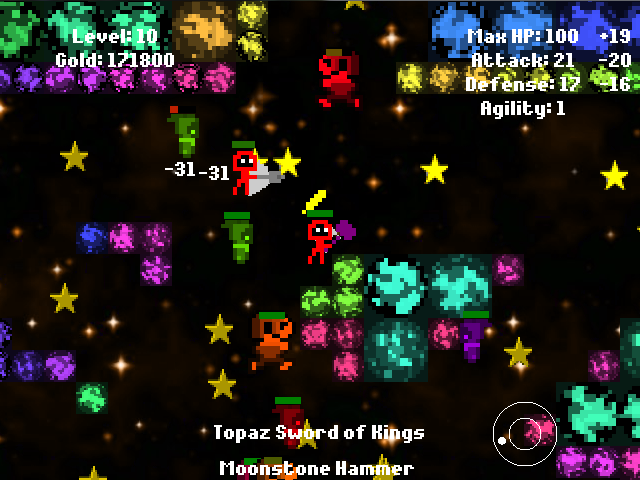 Level: 10
Gold: 171800
Max HP: 100 +19
Attack: 21 -20
Defense: 17 -16
Agility: 1
-31 -31
Topaz Sword of Kings
Moonstone Hammer